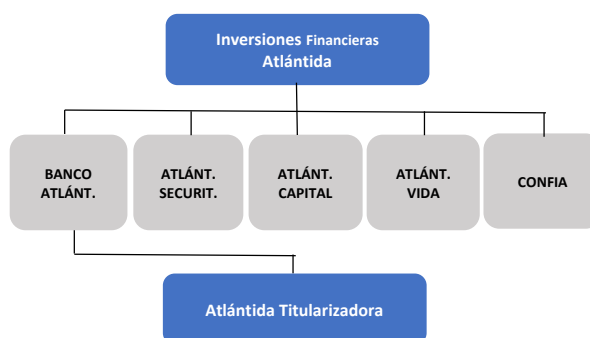 Inversiones Financieras
Atlántida
BANCO
ATLÁNT.
ATLÁNT.
SECURIT.
ATLÁNT.
CAPITAL
ATLÁNT.
VIDA
CONFIA
Atlántida Titularizadora